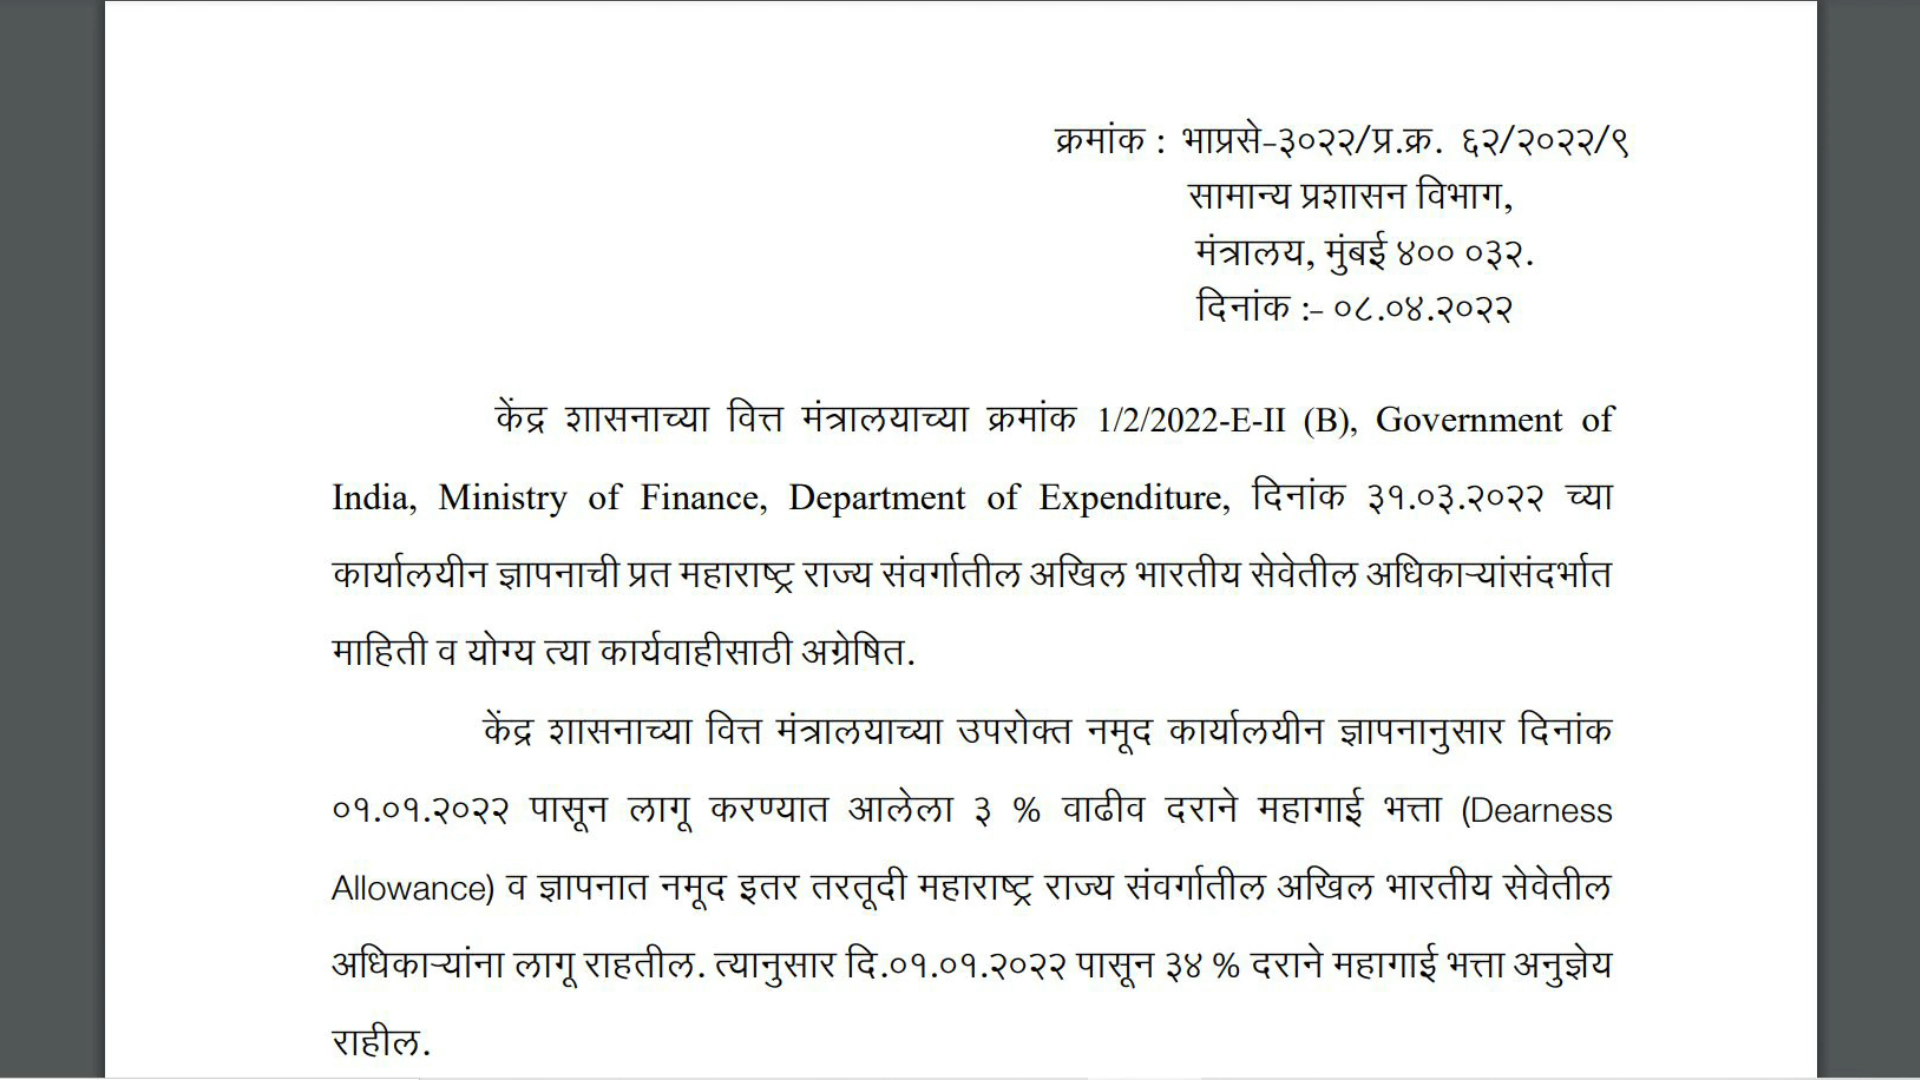 क्रमांक : भाप्रसे-३०२२/प्र.क्र. ६२/२०२२/९
सामान्य प्रशासन विभाग,
मंत्रालय, मुंबई ४०० ०३२.
दिनांक :- ०८.०४.२०२२
केंद्र शासनाच्या वित्त मंत्रालयाच्या क्रमांक 1/2/2022-E-II (B), Government of
India, Ministry of Finance, Department of Expenditure, दिनांक ३१.०३.२०२२ च्या
कार्यालयीन ज्ञापनाची प्रत महाराष्ट्र राज्य संवर्गातील अखिल भारतीय सेवेतील अधिकाऱ्यांसंदर्भात
माहिती व योग्य त्या कार्यवाहीसाठी अग्रेषित.
केंद्र शासनाच्या वित्त मंत्रालयाच्या उपरोक्त नमूद कार्यालयीन ज्ञापनानुसार दिनांक
०१.०१.२०२२ पासून लागू करण्यात आलेला ३ % वाढीव दराने महागाई भत्ता (Dearness
Allowance) व ज्ञापनात नमूद इतर तरतूदी महाराष्ट्र राज्य संवर्गातील अखिल भारतीय सेवेतील
अधिकाऱ्यांना लागू राहतील. त्यानुसार दि.०१.०१.२०२२ पासून ३४ % दराने महागाई भत्ता अनुज्ञेय
राहील.